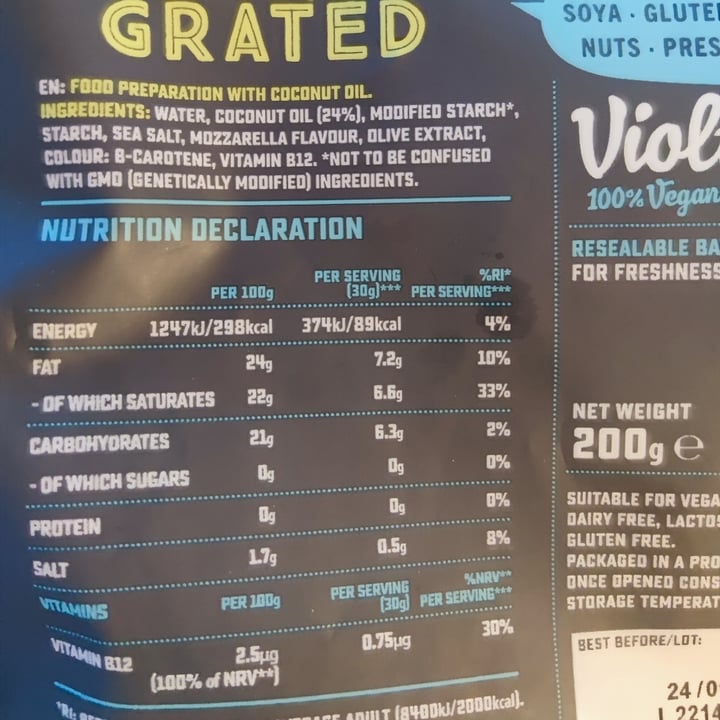 GRATED
EN: FOOD PREPARATION WITH COCONUT OIL.
INGREDIENTS: WATER, COCONUT OIL (24%), MODIFIED STARCH*,
STARCH, SEA SALT, MOZZARELLA FLAVOUR, OLIVE EXTRACT,
COLOUR: B-CAROTENE, VITAMIN B12. *NOT TO BE CONFUSED
WITH GMO (GENETICALLY MODIFIED) INGREDIENTS.
NUTRITION DECLARATION
PER 100g PER SERVING (30g)*** %RI* PER SERVING***
ENERGY 1247kJ/298kcal 374kJ/89kcal 4%
FAT 24g 7.2g 10%
- OF WHICH SATURATES 22g 6.6g 33%
CARBOHYDRATES 21g 6.3g 2%
- OF WHICH SUGARS 0g 0g 0%
PROTEIN 0g 0g 0%
SALT 1.7g 0.5g 8%
VITAMINS PER 100g PER SERVING (30g) %NRV** PER SERVING***
VITAMIN B12 2.5µg 0.75µg 30%
(100% of NRV**)
ADULT (8400kJ/2000kcal).
SOYA · GLUTE
NUTS · PRES
Viol
100% Vegan
RESEALABLE BA
FOR FRESHNESS
NET WEIGHT
200g ℮
SUITABLE FOR VEGA
DAIRY FREE, LACTOS
GLUTEN FREE.
PACKAGED IN A PRO
ONCE OPENED CONS
STORAGE TEMPERAT
BEST BEFORE/LOT:
24/0
L 2214